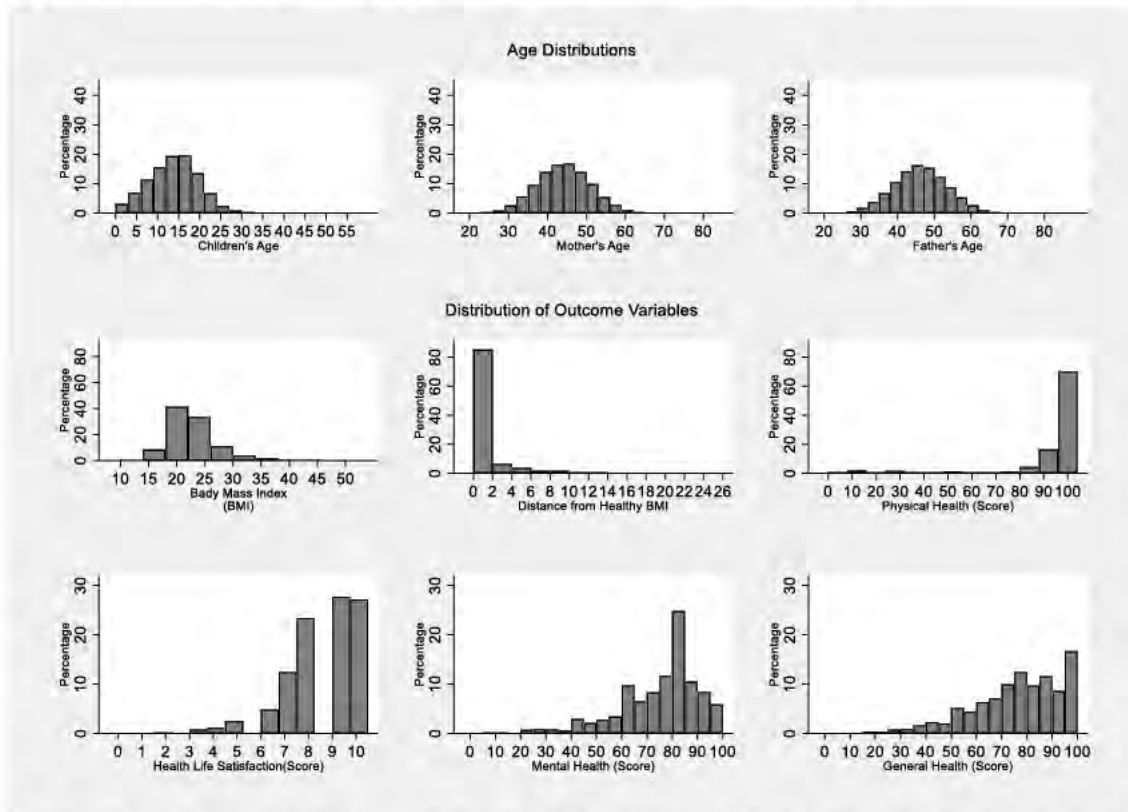 Age Distributions
Percentage
40
30
20
10
0
0 5 10 15 20 25 30 35 40 45 50 55
Children's Age
Percentage
40
30
20
10
0
20 30 40 50 60 70 80
Mother's Age
Percentage
40
30
20
10
0
20 30 40 50 60 70 80
Father's Age
Distribution of Outcome Variables
Percentage
80
60
40
20
0
10 15 20 25 30 35 40 45 50
Bady Mass Index
(BMI)
Percentage
80
60
40
20
0
0 2 4 6 8 10 12 14 16 18 20 22 24 26
Distance from Healthy BMI
Percentage
80
60
40
20
0
0 10 20 30 40 50 60 70 80 90 100
Physical Health (Score)
Percentage
30
20
10
0
0 1 2 3 4 5 6 7 8 9 10
Health Life Satisfaction(Score)
Percentage
30
20
10
0
0 10 20 30 40 50 60 70 80 90 100
Mental Health (Score)
Percentage
30
20
10
0
0 10 20 30 40 50 60 70 80 90 100
General Health (Score)